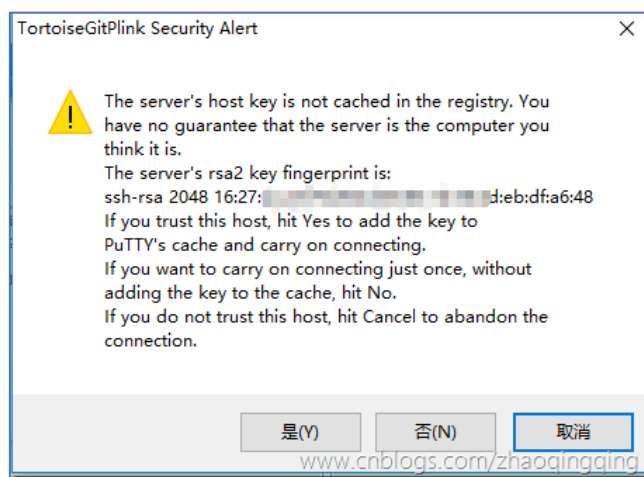 TortoiseGitPlink Security Alert
The server's host key is not cached in the registry. You
have no guarantee that the server is the computer you
think it is.
The server's rsa2 key fingerprint is:
ssh-rsa 2048 16:27: d:eb:df:a6:48
If you trust this host, hit Yes to add the key to
PuTTY's cache and carry on connecting.
If you want to carry on connecting just once, without
adding the key to the cache, hit No.
If you do not trust this host, hit Cancel to abandon the
connection.
是(Y) 否(N) 取消
www.cnblogs.com/zhaoqingqing